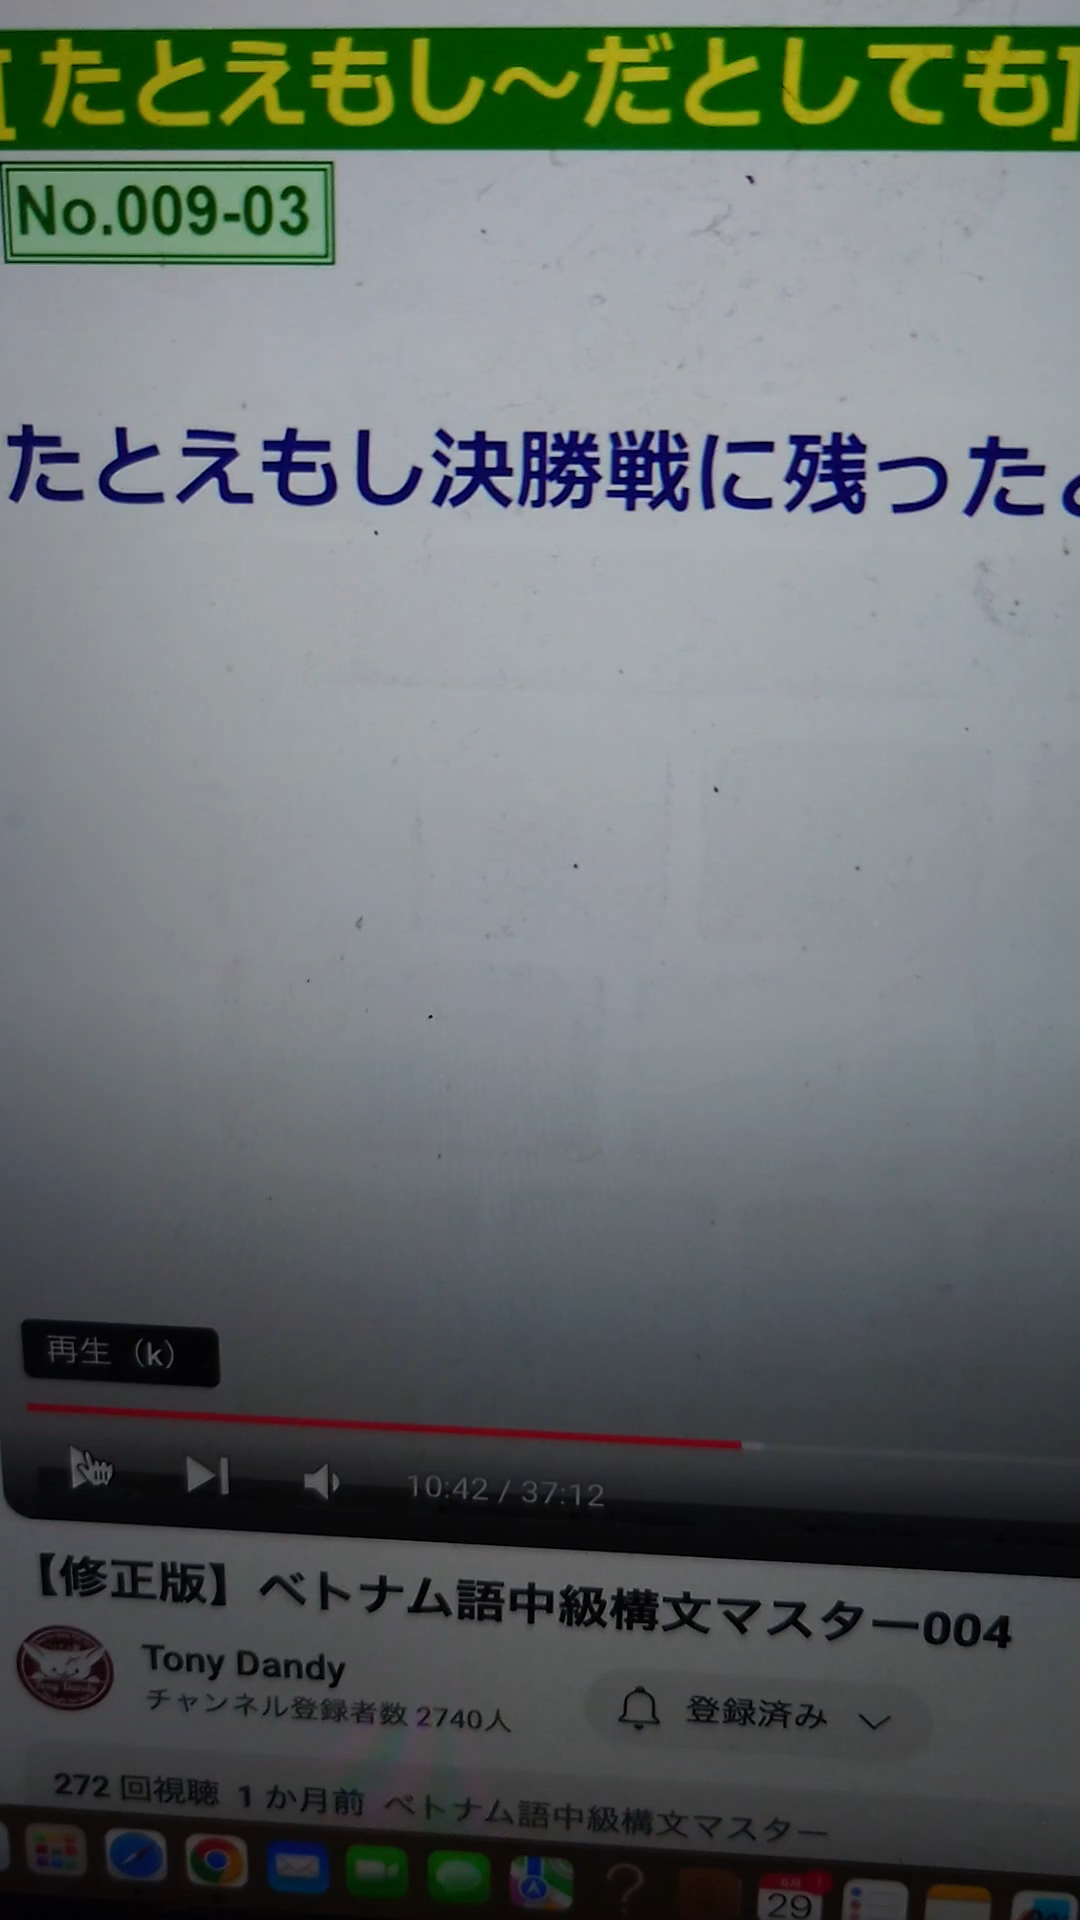 [ たとえもし～だとしても]
No.009-03
たとえもし決勝戦に残ったと
再生（k）
10:42 / 37:12
【修正版】ベトナム語中級構文マスター004
Tony Dandy
チャンネル登録者数 2740人
登録済み
272 回視聴 1 か月前 ベトナム語中級構文マスター
29